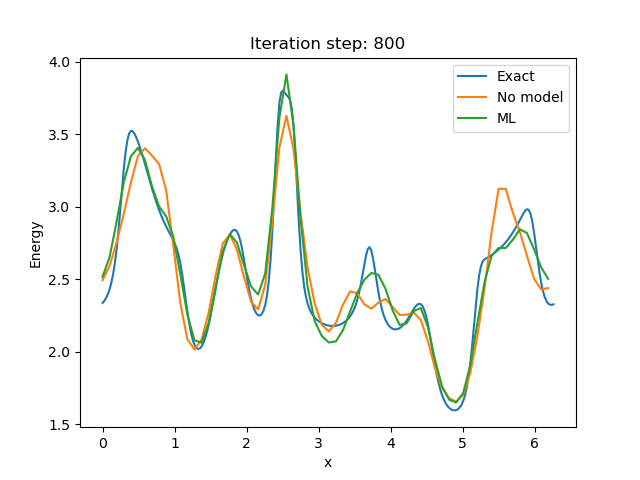 Iteration step: 800
4.0
3.5
3.0
2.5
2.0
1.5
Energy
Exact
No model
ML
0 1 2 3 4 5 6
x